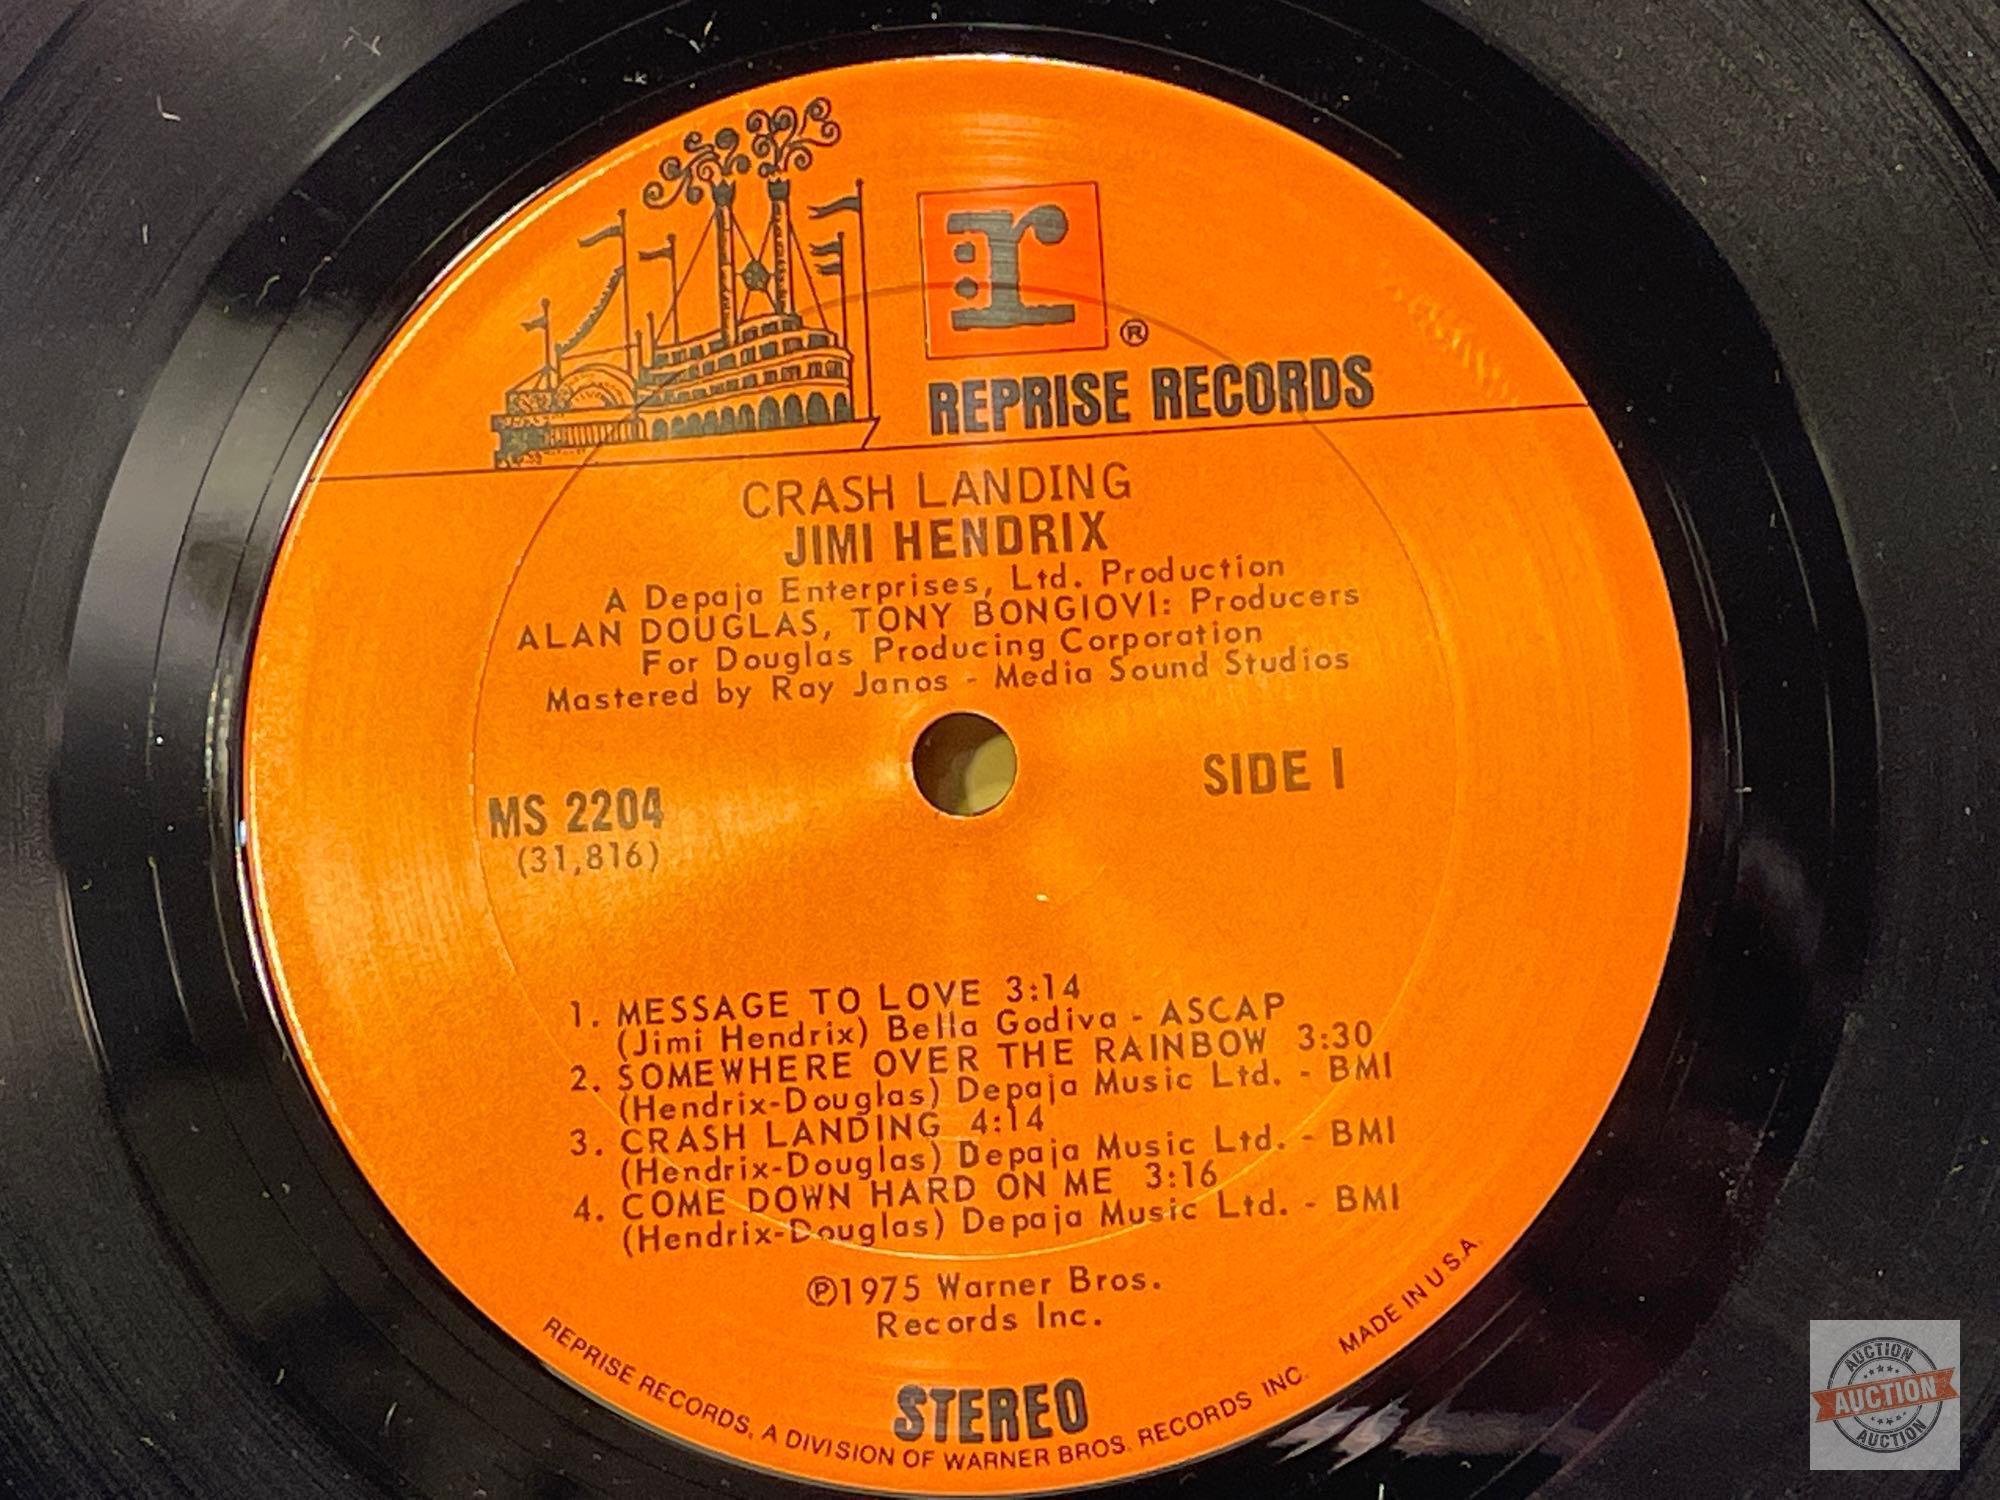 r
®
REPRISE RECORDS
CRASH LANDING
JIMI HENDRIX
A Depaja Enterprises, Ltd. Production
ALAN DOUGLAS, TONY BONGIOVI: Producers
For Douglas Producing Corporation
Mastered by Ray Janos - Media Sound Studios
MS 2204
(31,816)
SIDE 1
1. MESSAGE TO LOVE 3:14
(Jimi Hendrix) Bella Godiva - ASCAP
2. SOMEWHERE OVER THE RAINBOW 3:30
(Hendrix-Douglas) Depaja Music Ltd. - BMI
3. CRASH LANDING 4:14
(Hendrix-Douglas) Depaja Music Ltd. - BMI
4. COME DOWN HARD ON ME 3:16
(Hendrix-Douglas) Depaja Music Ltd. - BMI
℗1975 Warner Bros.
Records Inc.
STEREO
REPRISE RECORDS, A DIVISION OF WARNER BROS. RECORDS INC. MADE IN U.S.A.
AUCTION
AUCTION
AUCTION